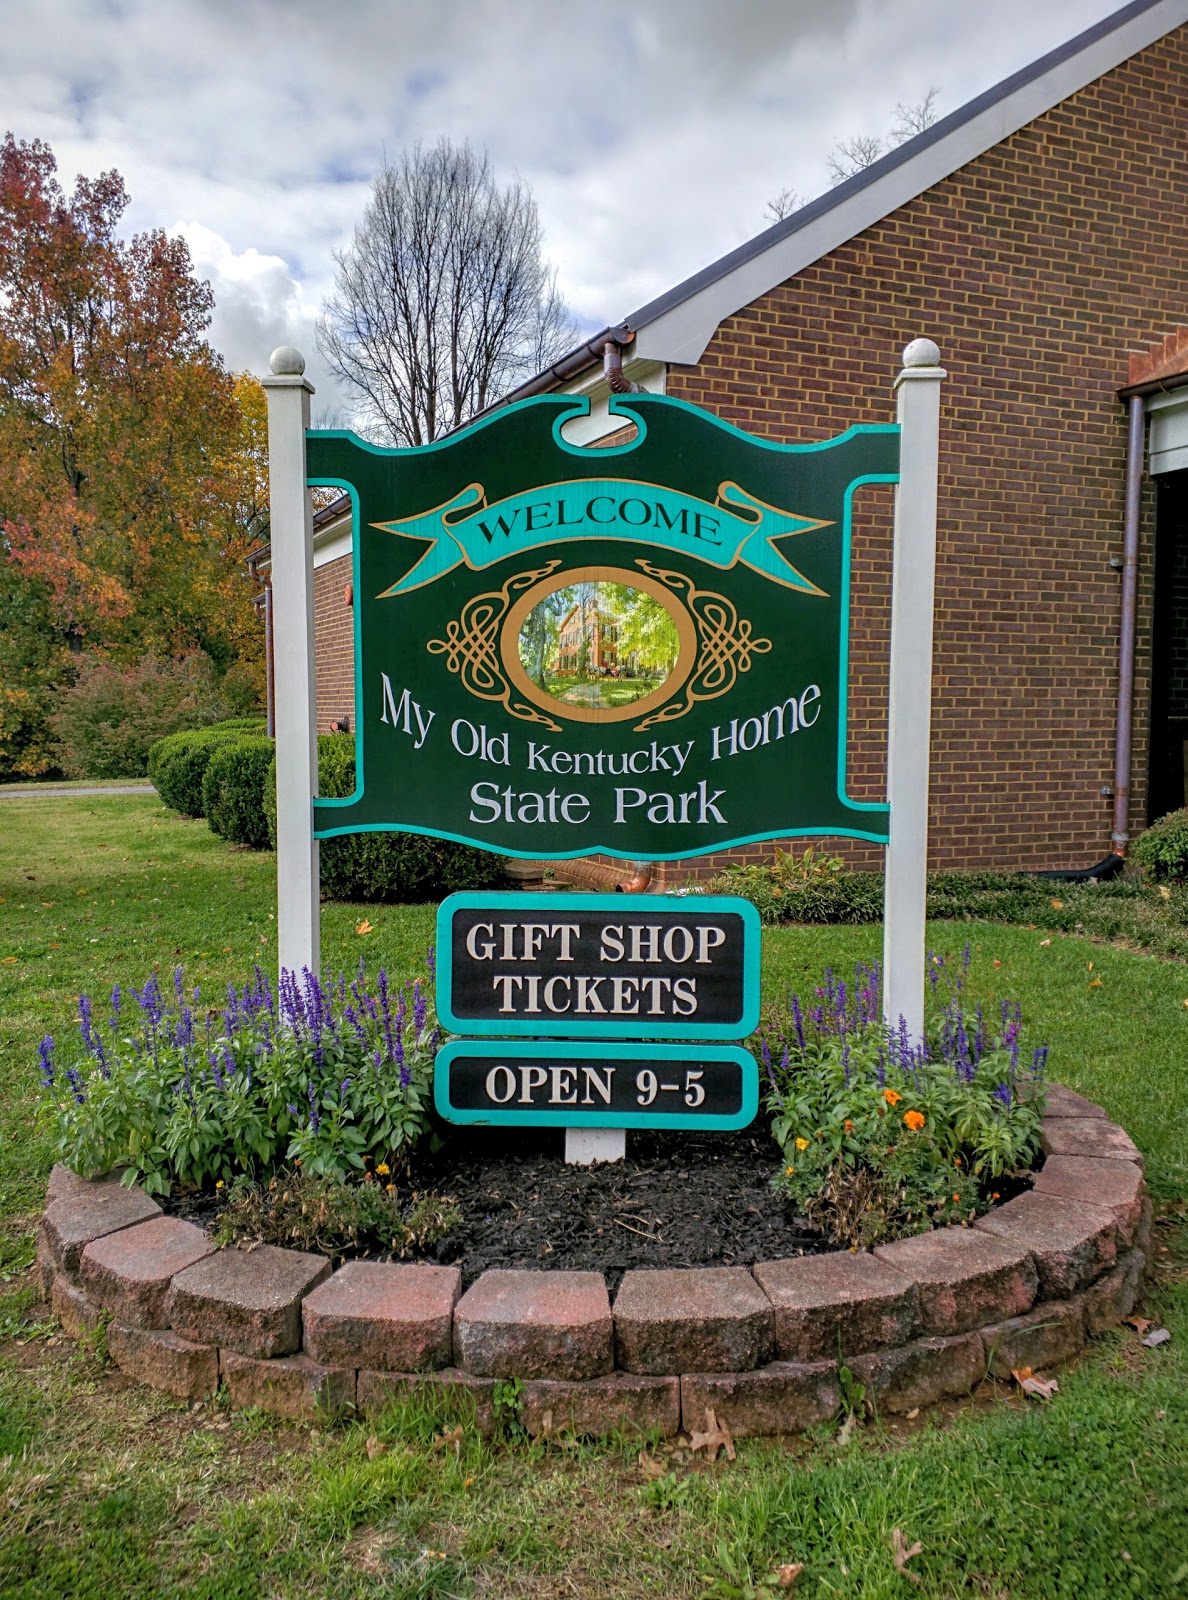 WELCOME
My Old Kentucky Home
State Park
GIFT SHOP
TICKETS
OPEN 9-5